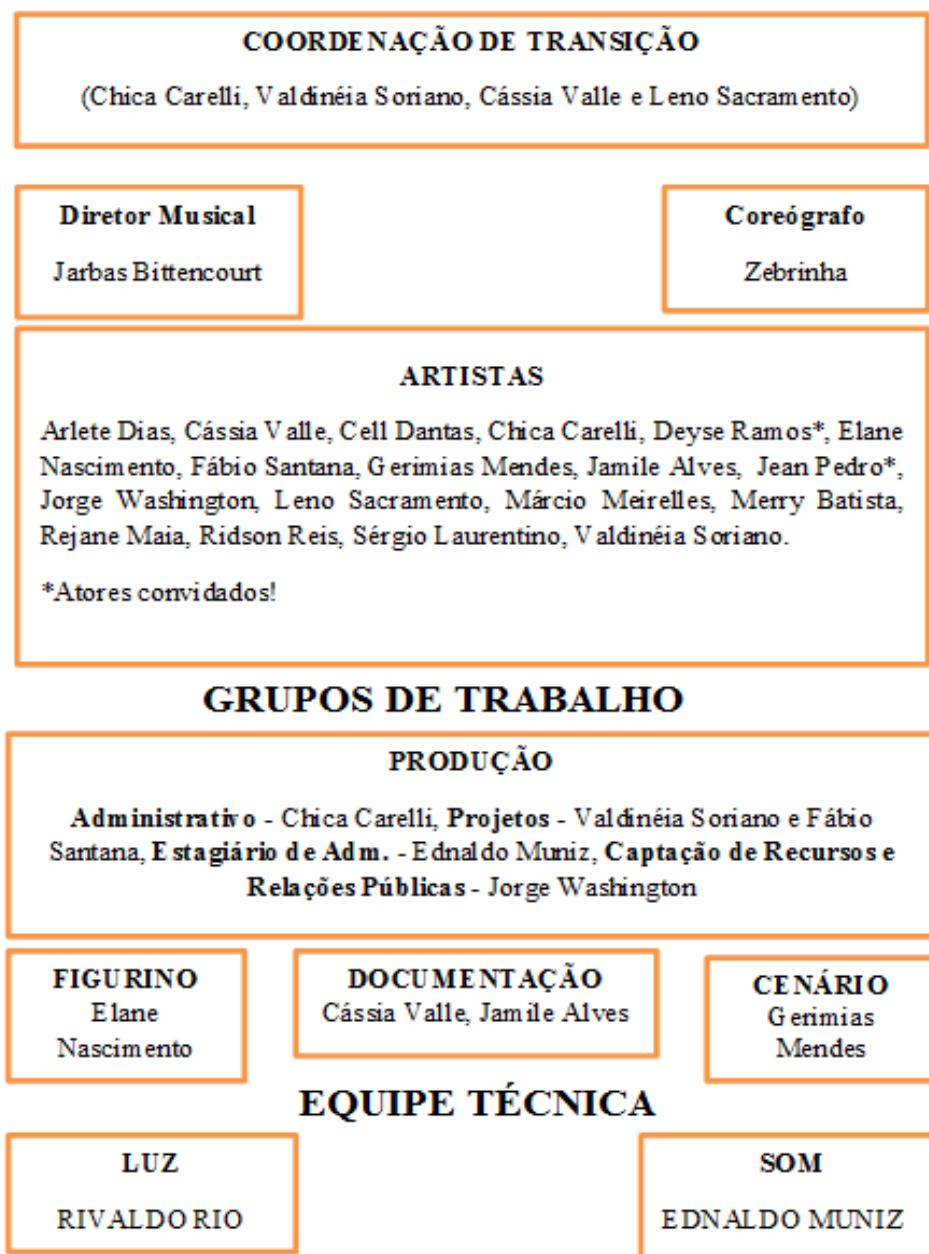 COORDENAÇÃO DE TRANSIÇÃO
(Chica Carelli, Valdinéia Soriano, Cássia Valle e Leno Sacramento)
Diretor Musical
Jarbas Bittencourt
Coreógrafo
Zebrinha
ARTISTAS
Arlete Dias, Cássia Valle, Cell Dantas, Chica Carelli, Deyse Ramos*, Elane
Nascimento, Fábio Santana, Gerimias Mendes, Jamile Alves, Jean Pedro*,
Jorge Washington, Leno Sacramento, Márcio Meirelles, Merry Batista,
Rejane Maia, Ridson Reis, Sérgio Laurentino, Valdinéia Soriano.
*Atores convidados!
GRUPOS DE TRABALHO
PRODUÇÃO
Administrativo - Chica Carelli, Projetos - Valdinéia Soriano e Fábio
Santana, Estagiário de Adm. - Ednaldo Muniz, Captação de Recursos e
Relações Públicas - Jorge Washington
FIGURINO
Elane
Nascimento
DOCUMENTAÇÃO
Cássia Valle, Jamile Alves
CENÁRIO
Gerimias
Mendes
EQUIPE TÉCNICA
LUZ
RIVALDO RIO
SOM
EDNALDO MUNIZ